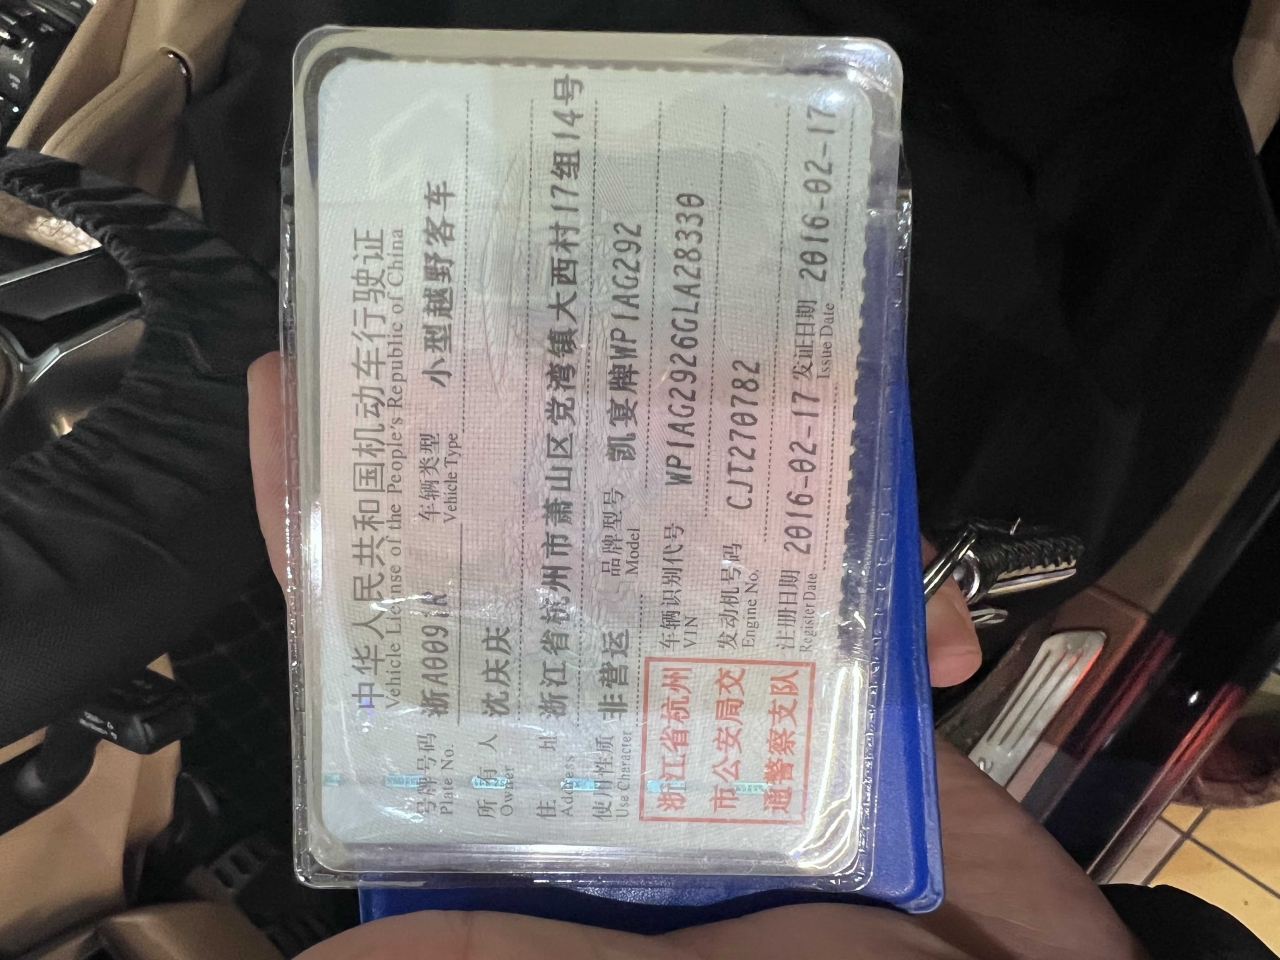 中华人民共和国机动车行驶证
Vehicle License of the People's Republic of China
号牌号码 车辆类型 小型越野客车
Plate No. Vehicle Type
所有人 沈庆庆
Owner
住址 浙江省杭州市萧山区党湾镇大西村17组14号
Address
使用性质 非营运 品牌型号 凯宴牌WP1AG292
Use Character Model
车辆识别代号 WP1AG2926GLA28330
VIN
发动机号码 CJT270782
Engine No.
注册日期 2016-02-17 发证日期 2016-02-17
Register Date Issue Date
浙江省杭州
市公安局交
通警察支队